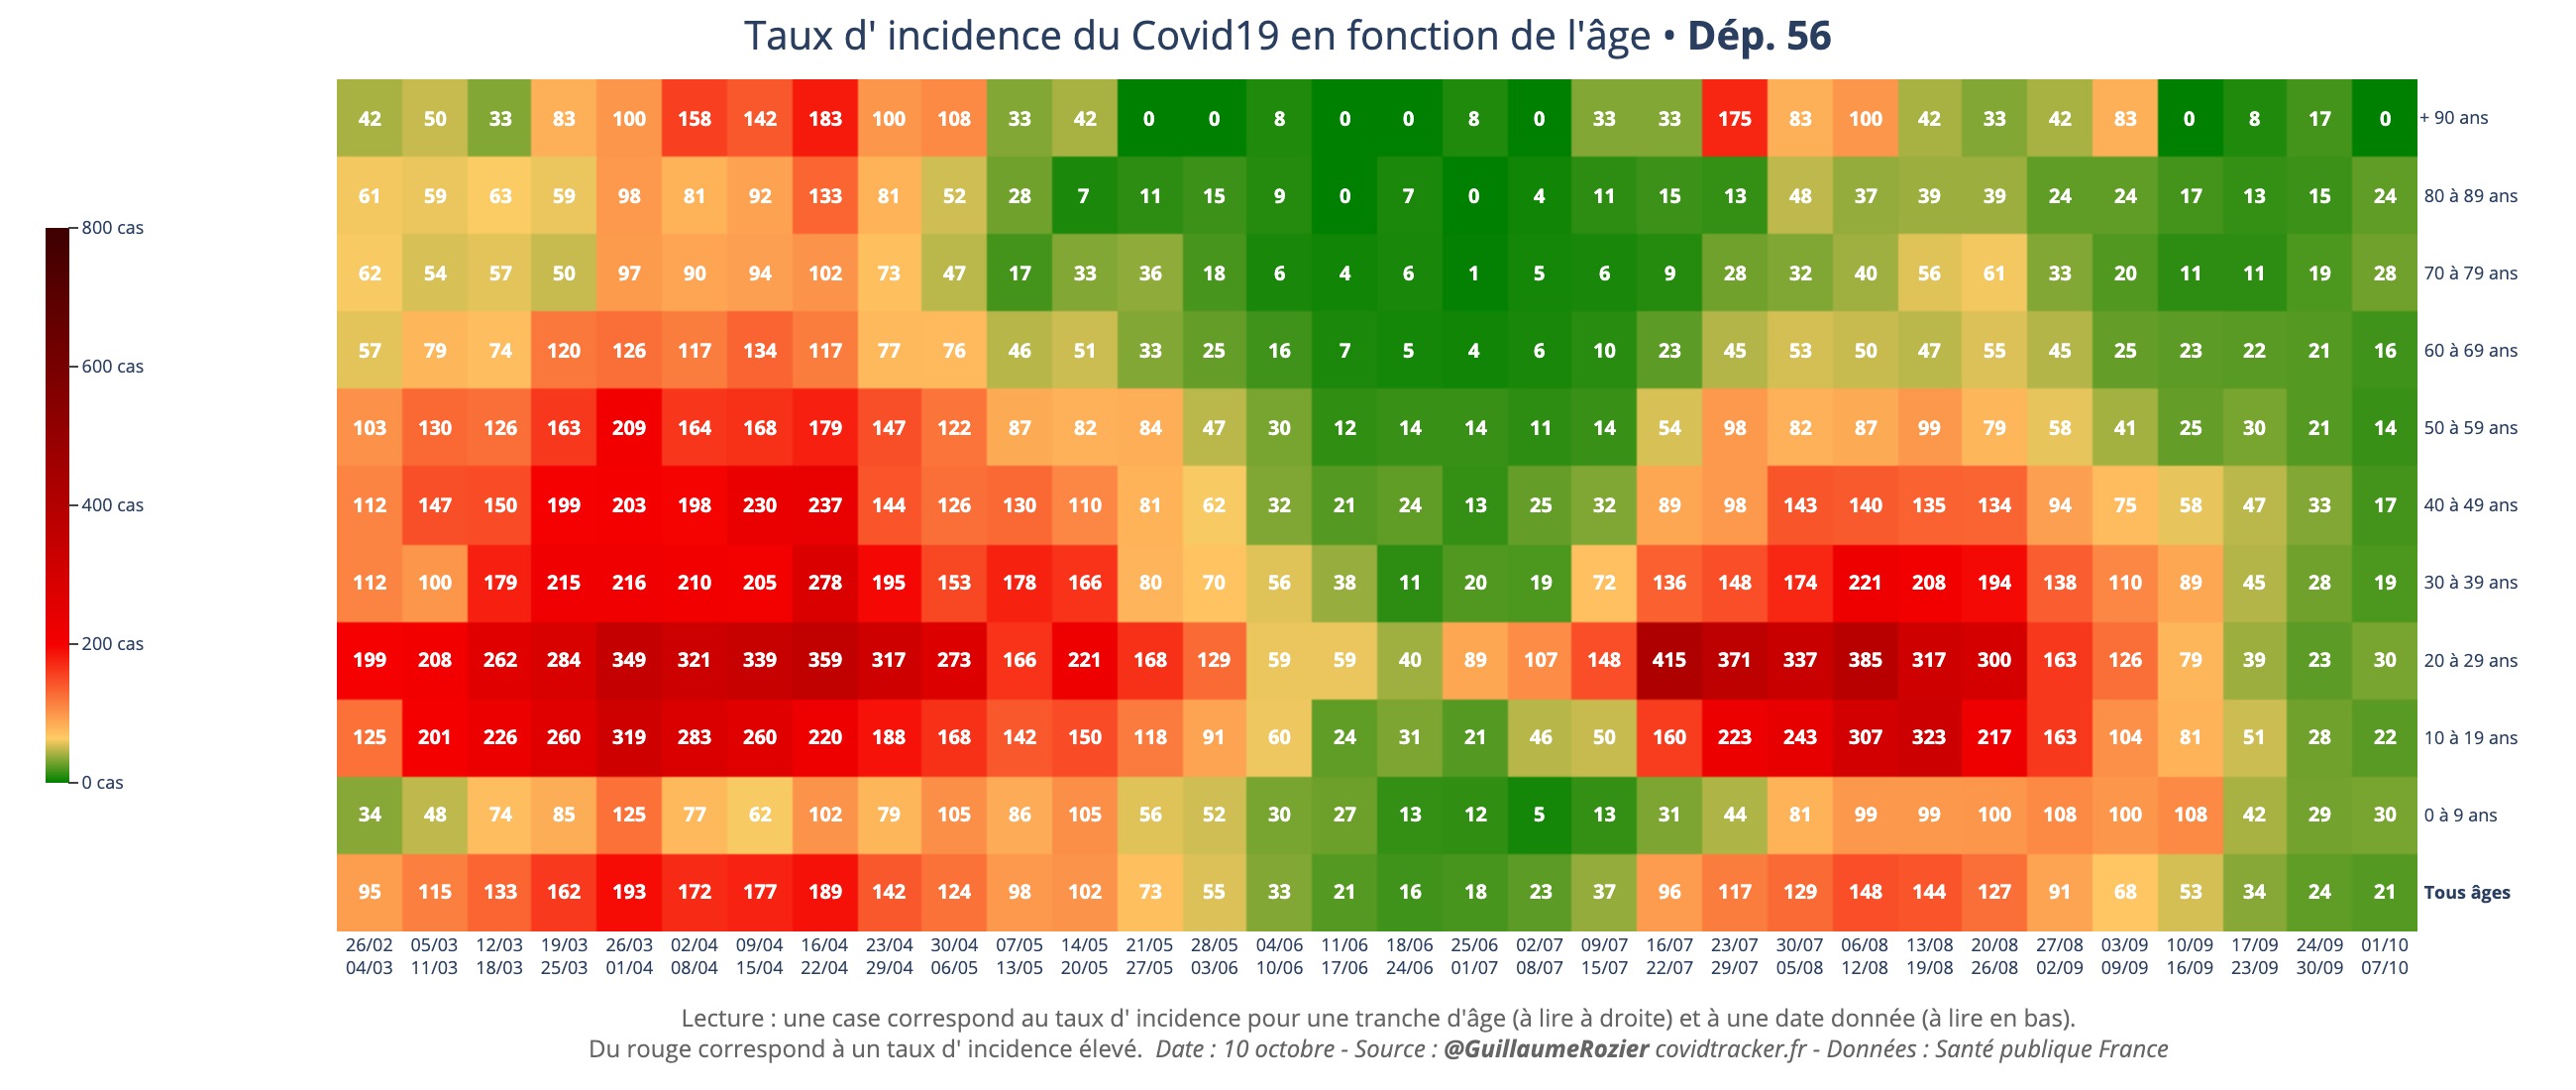 Taux d' incidence du Covid19 en fonction de l'âge • Dép. 56
42 50 33 83 100 158 142 183 100 108 33 42 0 0 8 0 0 8 0 33 33 175 83 100 42 33 42 83 0 8 17 0 + 90 ans
61 59 63 59 98 81 92 133 81 52 28 7 11 15 9 0 7 0 4 11 15 13 48 37 39 39 24 24 17 13 15 24 80 à 89 ans
800 cas
62 54 57 50 97 90 94 102 73 47 17 33 36 18 6 4 6 1 5 6 9 28 32 40 56 61 33 20 11 11 19 28 70 à 79 ans
57 79 74 120 126 117 134 117 77 76 46 51 33 25 16 7 5 4 6 10 23 45 53 50 47 55 45 25 23 22 21 16 60 à 69 ans
600 cas
103 130 126 163 209 164 168 179 147 122 87 82 84 47 30 12 14 14 11 14 54 98 82 87 99 79 58 41 25 30 21 14 50 à 59 ans
400 cas
112 147 150 199 203 198 230 237 144 126 130 110 81 62 32 21 24 13 25 32 89 98 143 140 135 134 94 75 58 47 33 17 40 à 49 ans
112 100 179 215 216 210 205 278 195 153 178 166 80 70 56 38 11 20 19 72 136 148 174 221 208 194 138 110 89 45 28 19 30 à 39 ans
200 cas
199 208 262 284 349 321 339 359 317 273 166 221 168 129 59 59 40 89 107 148 415 371 337 385 317 300 163 126 79 39 23 30 20 à 29 ans
125 201 226 260 319 283 260 220 188 168 142 150 118 91 60 24 31 21 46 50 160 223 243 307 323 217 163 104 81 51 28 22 10 à 19 ans
0 cas
34 48 74 85 125 77 62 102 79 105 86 105 56 52 30 27 13 12 5 13 31 44 81 99 99 100 108 100 108 42 29 30 0 à 9 ans
95 115 133 162 193 172 177 189 142 124 98 102 73 55 33 21 16 18 23 37 96 117 129 148 144 127 91 68 53 34 24 21 Tous âges
26/02 05/03 12/03 19/03 26/03 02/04 09/04 16/04 23/04 30/04 07/05 14/05 21/05 28/05 04/06 11/06 18/06 25/06 02/07 09/07 16/07 23/07 30/07 06/08 13/08 20/08 27/08 03/09 10/09 17/09 24/09 01/10
04/03 11/03 18/03 25/03 01/04 08/04 15/04 22/04 29/04 06/05 13/05 20/05 27/05 03/06 10/06 17/06 24/06 01/07 08/07 15/07 22/07 29/07 05/08 12/08 19/08 26/08 02/09 09/09 16/09 23/09 30/09 07/10
Lecture : une case correspond au taux d' incidence pour une tranche d'âge (à lire à droite) et à une date donnée (à lire en bas).
Du rouge correspond à un taux d' incidence élevé. Date : 10 octobre - Source : @GuillaumeRozier covidtracker.fr - Données : Santé publique France